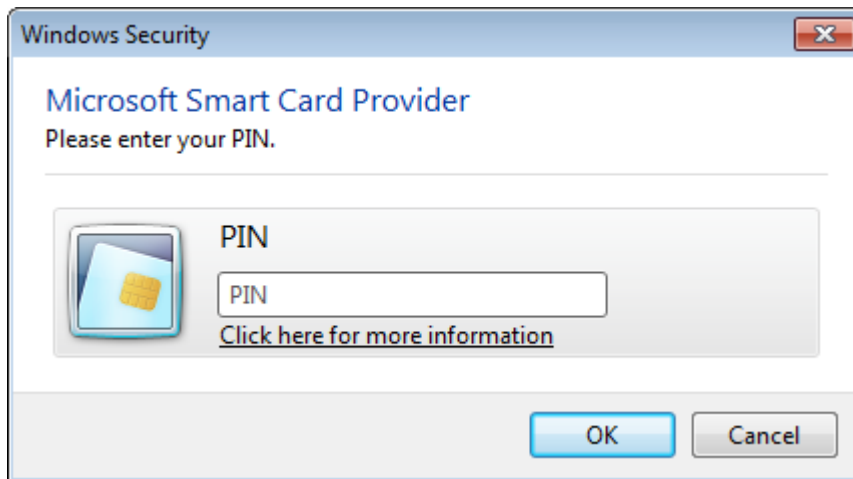 Windows Security
Microsoft Smart Card Provider
Please enter your PIN.
PIN
PIN
Click here for more information
OK
Cancel